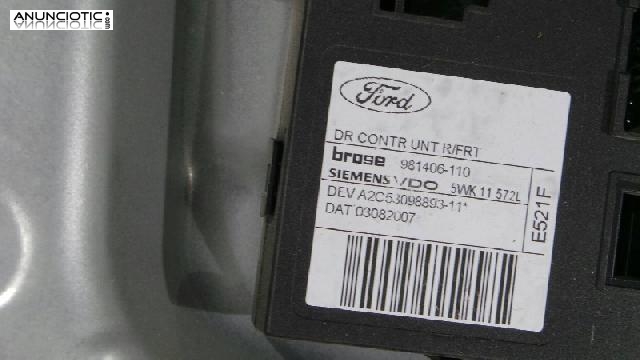 ANUNCIOTIC.es
Ford
DR CONTR UNT R/FRT
brose 981406-110
SIEMENS VDO 5WK 11 572L
DEV A2C53098893-11*
DAT 03082007
E521F